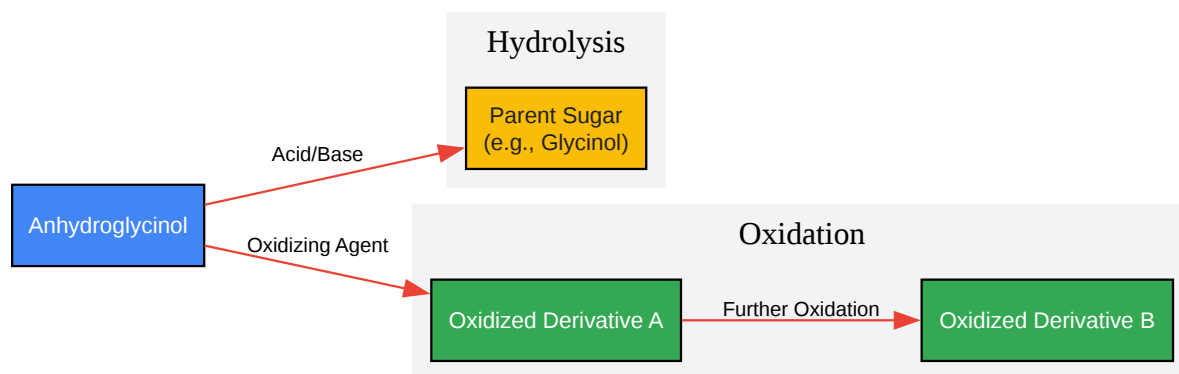 Hydrolysis
Parent Sugar
(e.g., Glycinol)
Acid/Base
Anhydroglycinol
Oxidizing Agent
Oxidation
Oxidized Derivative A
Further Oxidation
Oxidized Derivative B